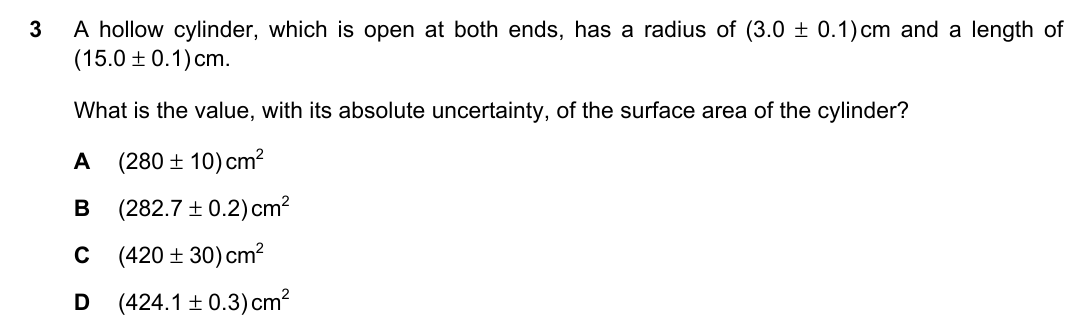 3 A hollow cylinder, which is open at both ends, has a radius of (3.0 ± 0.1) cm and a length of
(15.0 ± 0.1) cm.
What is the value, with its absolute uncertainty, of the surface area of the cylinder?
A (280 ± 10) cm²
B (282.7 ± 0.2) cm²
C (420 ± 30) cm²
D (424.1 ± 0.3) cm²